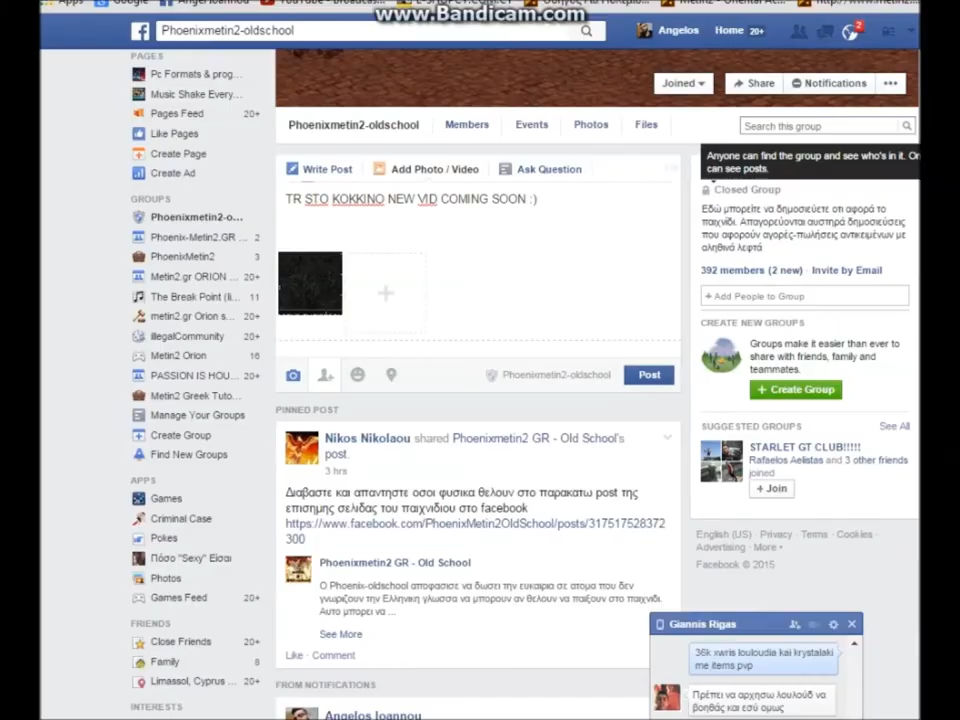 www.Bandicam.com
Phoenixmetin2-oldschool
Angelos
Home 20+
2
PAGES
Pc Formats & prog...
Music Shake Every...
Pages Feed 20+
Like Pages
Create Page
Create Ad
GROUPS
Phoenixmetin2-o...
Phoenix-Metin2.GR ... 2
PhoenixMetin2 3
Metin2.gr ORION ... 20+
The Break Point (li... 11
metin2.gr Orion s... 20+
illegalCommunity 20+
Metin2 Orion 16
PASSION IS HOU... 20+
Metin2 Greek Tuto...
Manage Your Groups
Create Group
Find New Groups
APPS
Games
Criminal Case
Pokes
Πόσο "Sexy" Είσαι
Photos
Games Feed 20+
FRIENDS
Close Friends 20+
Family 8
Limassol, Cyprus ... 20+
INTERESTS
Joined
Share
Notifications
Phoenixmetin2-oldschool
Members
Events
Photos
Files
Search this group
Write Post
Add Photo / Video
Ask Question
TR STO KOKKINO NEW VID COMING SOON :)
Phoenixmetin2-oldschool
Post
PINNED POST
Nikos Nikolaou shared Phoenixmetin2 GR - Old School's
post.
3 hrs
Διαβαστε και απαντηστε οσοι φυσικα θελουν στο παρακατω post της
επισημης σελιδας του παιχνιδιου στο facebook
https://www.facebook.com/PhoenixMetin2OldSchool/posts/317517528372
300
Phoenixmetin2 GR - Old School
Ο Phoenix-oldschool αποφασισε να δωσει την ευκαιρια σε ατομα που δεν
γνωριζουν την Ελληνικη γλωσσα να μπορουν αν θελουν να παιξουν στο παιχνιδι.
Αυτο μπορει να ...
See More
Like · Comment
FROM NOTIFICATIONS
Angelos Ioannou
Anyone can find the group and see who's in it. On
can see posts.
Closed Group
Εδώ μπορείτε να δημοσιεύετε οτι αφορά το
παιχνίδι. Απαγορεύονται αυστηρά δημοσιεύσεις
που αφορούν αγορές-πωλήσεις αντικειμένων με
αληθινά λεφτά
392 members (2 new) · Invite by Email
+ Add People to Group
CREATE NEW GROUPS
Groups make it easier than ever to
share with friends, family and
teammates.
+ Create Group
SUGGESTED GROUPS
See All
STARLET GT CLUB!!!!!
Rafaelos Aelistas and 3 other friends
joined
+ Join
English (US) · Privacy · Terms · Cookies ·
Advertising · More
Facebook © 2015
Giannis Rigas
36k xwris louloudia kai krystalaki
me items pvp
Πρέπει να αρχησω λουλούδ να
βοηθάς και εσύ ομως